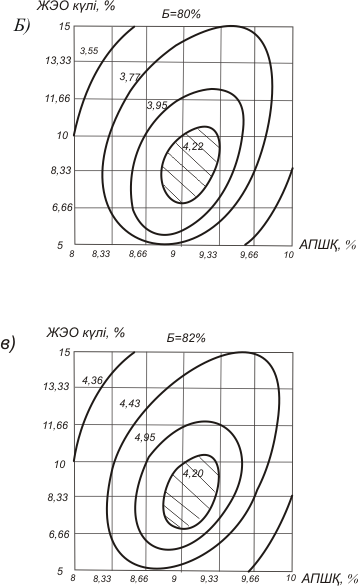 ЖЭО күлі, %
Б=80%
Б)
15
3,55
13,33
3,77
11,66
3,95
10
4,22
8,33
6,66
5
АПШҚ, %
8 8,33 8,66 9 9,33 9,66 10
ЖЭО күлі, %
Б=82%
в)
15
4,36
13,33
4,43
11,66
4,95
10
4,20
8,33
6,66
5
АПШҚ, %
8 8,33 8,66 9 9,33 9,66 10